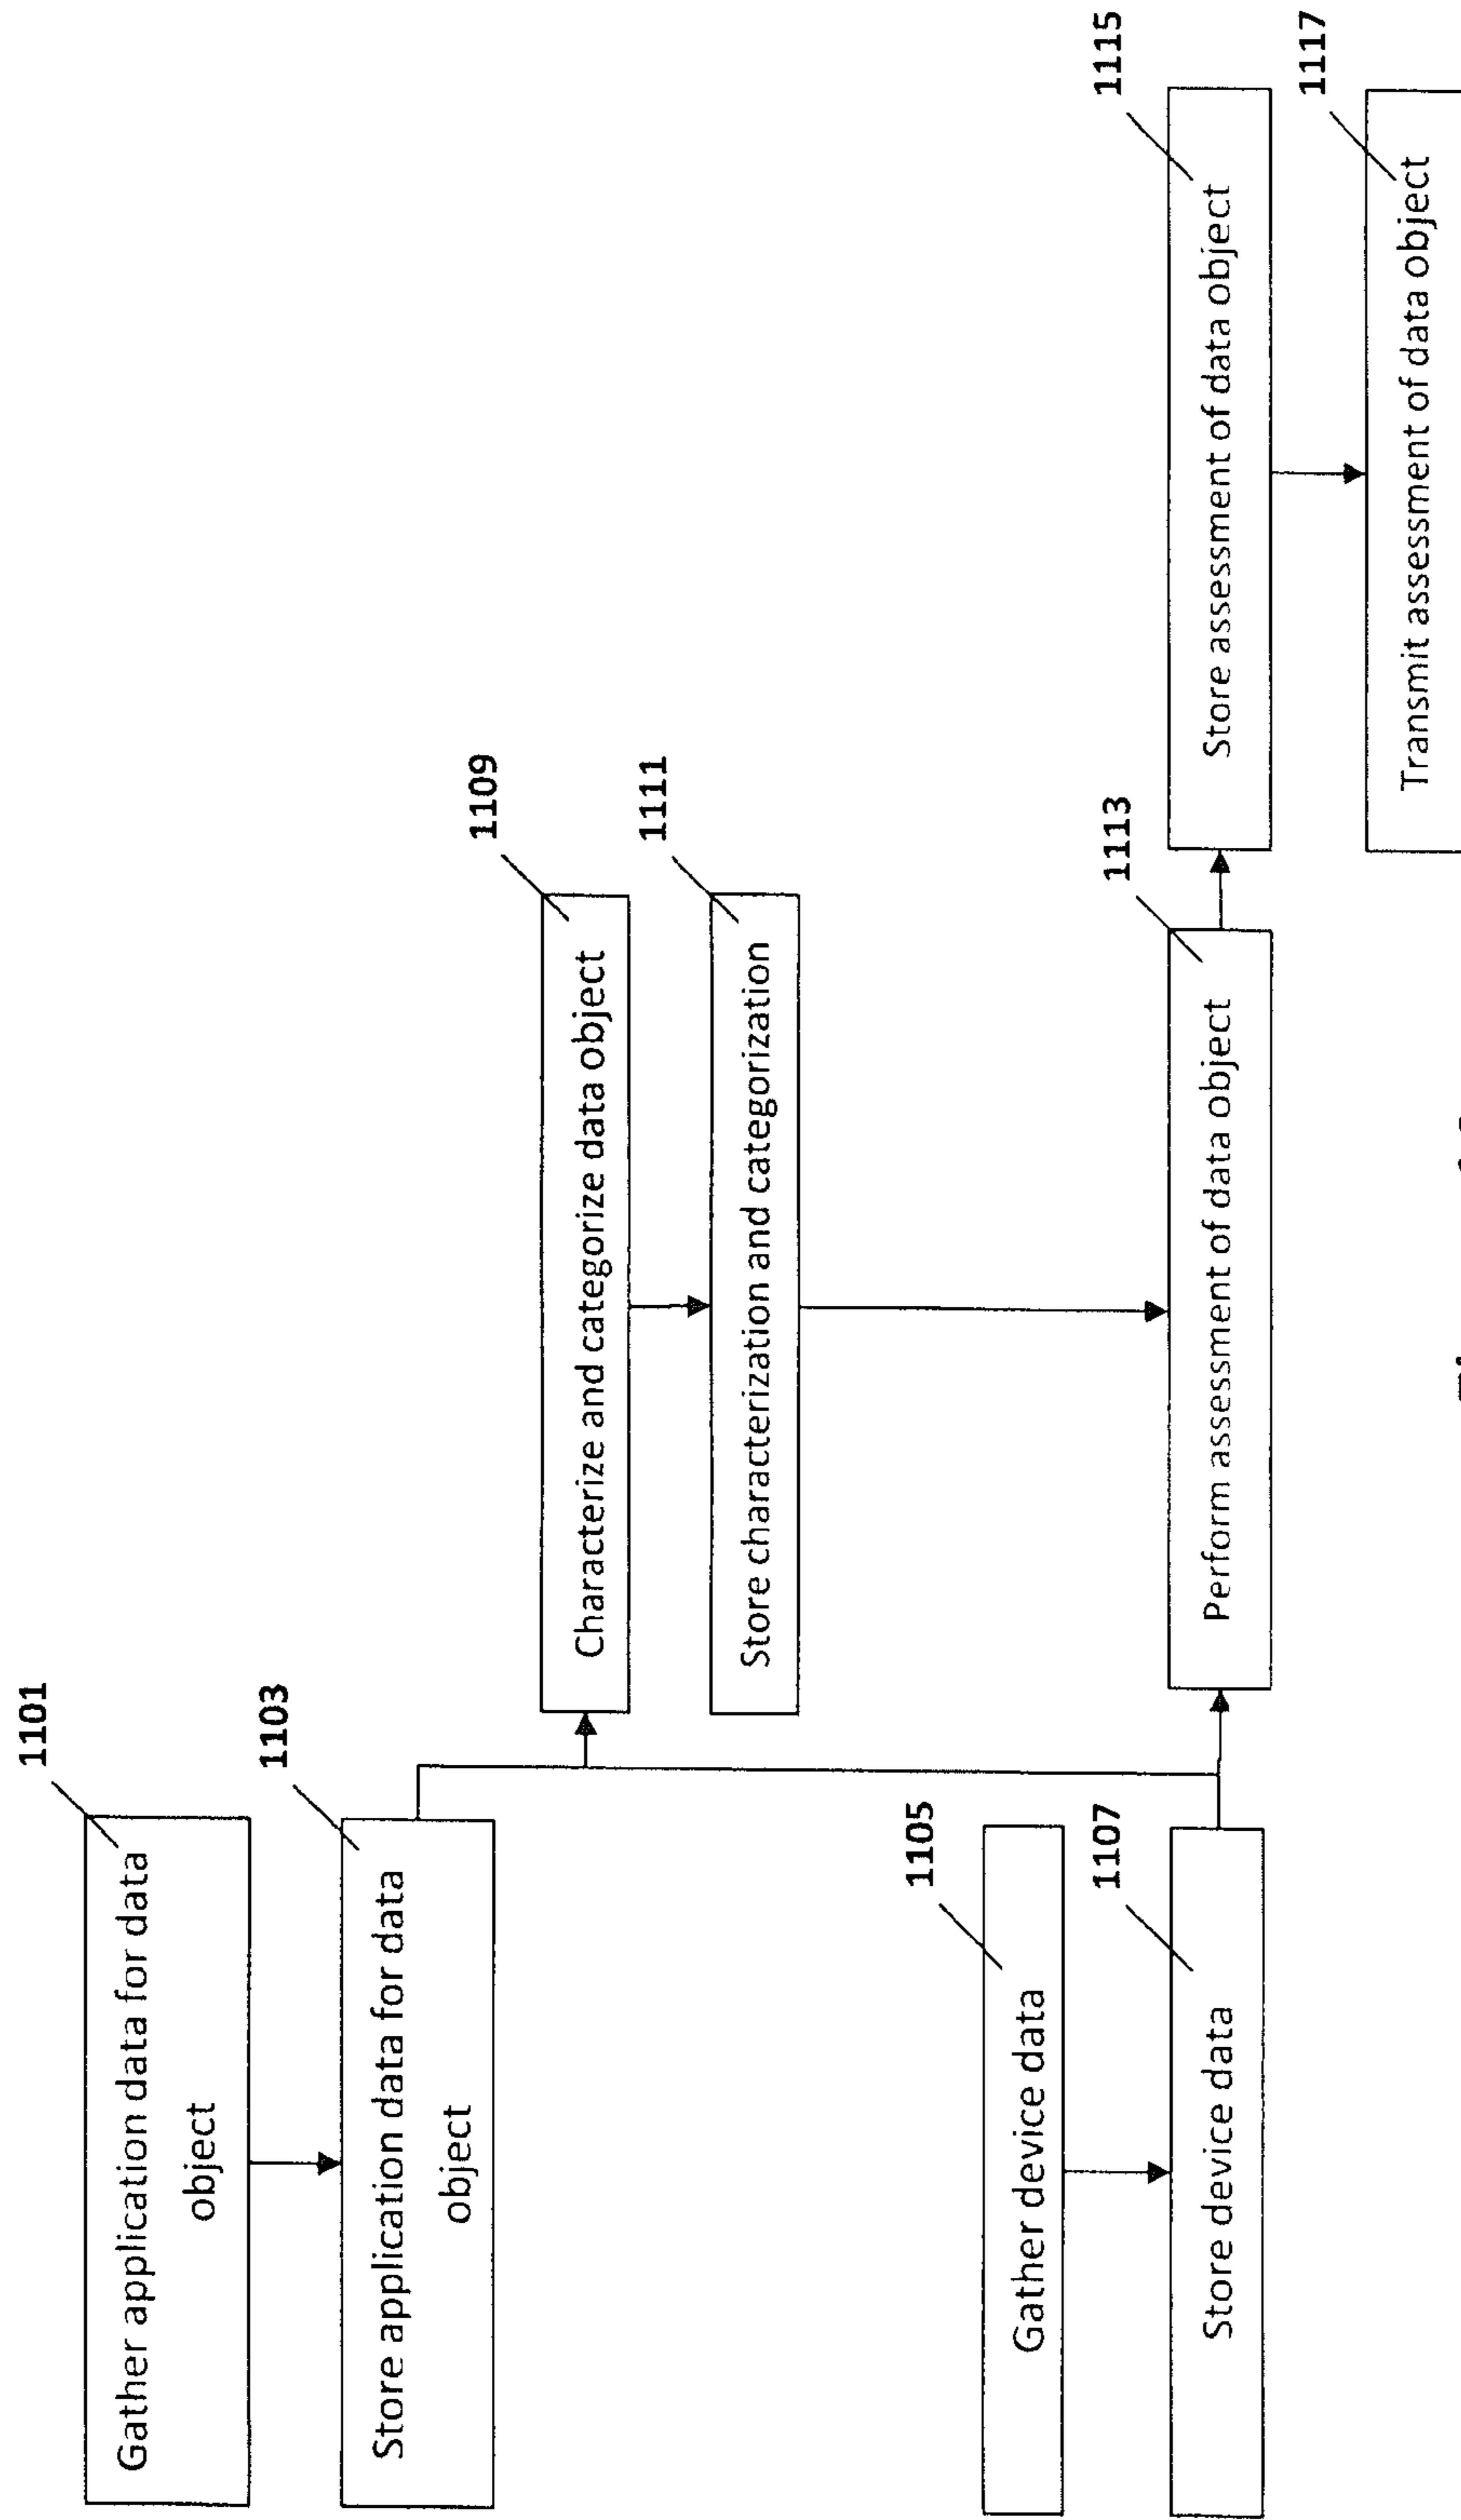 1101
Gather application data for data
object
1103
Store application data for data
object
1105
Gather device data
1107
Store device data
1109
Characterize and categorize data object
1111
Store characterization and categorization
1113
Perform assessment of data object
1115
Store assessment of data object
1117
Transmit assessment of data object